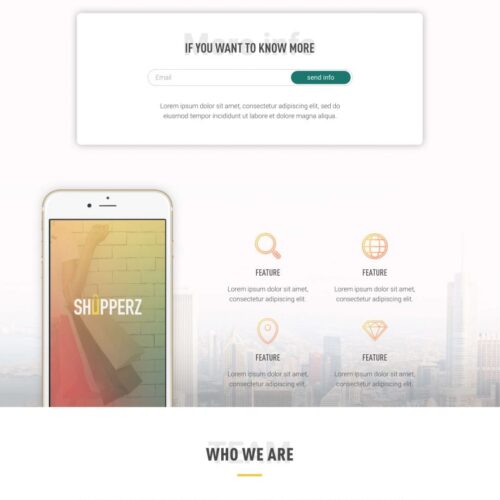 More info
IF YOU WANT TO KNOW MORE
Email
send info
Lorem ipsum dolor sit amet, consectetur adipiscing elit, sed do
eiusmod tempor incididunt ut labore et dolore magna aliqua.
SHOPPERZ
FEATURE
Lorem ipsum dolor sit amet,
consectetur adipiscing elit.
FEATURE
Lorem ipsum dolor sit amet,
consectetur adipiscing elit.
FEATURE
Lorem ipsum dolor sit amet,
consectetur adipiscing elit.
FEATURE
Lorem ipsum dolor sit amet,
consectetur adipiscing elit.
TEAM
WHO WE ARE